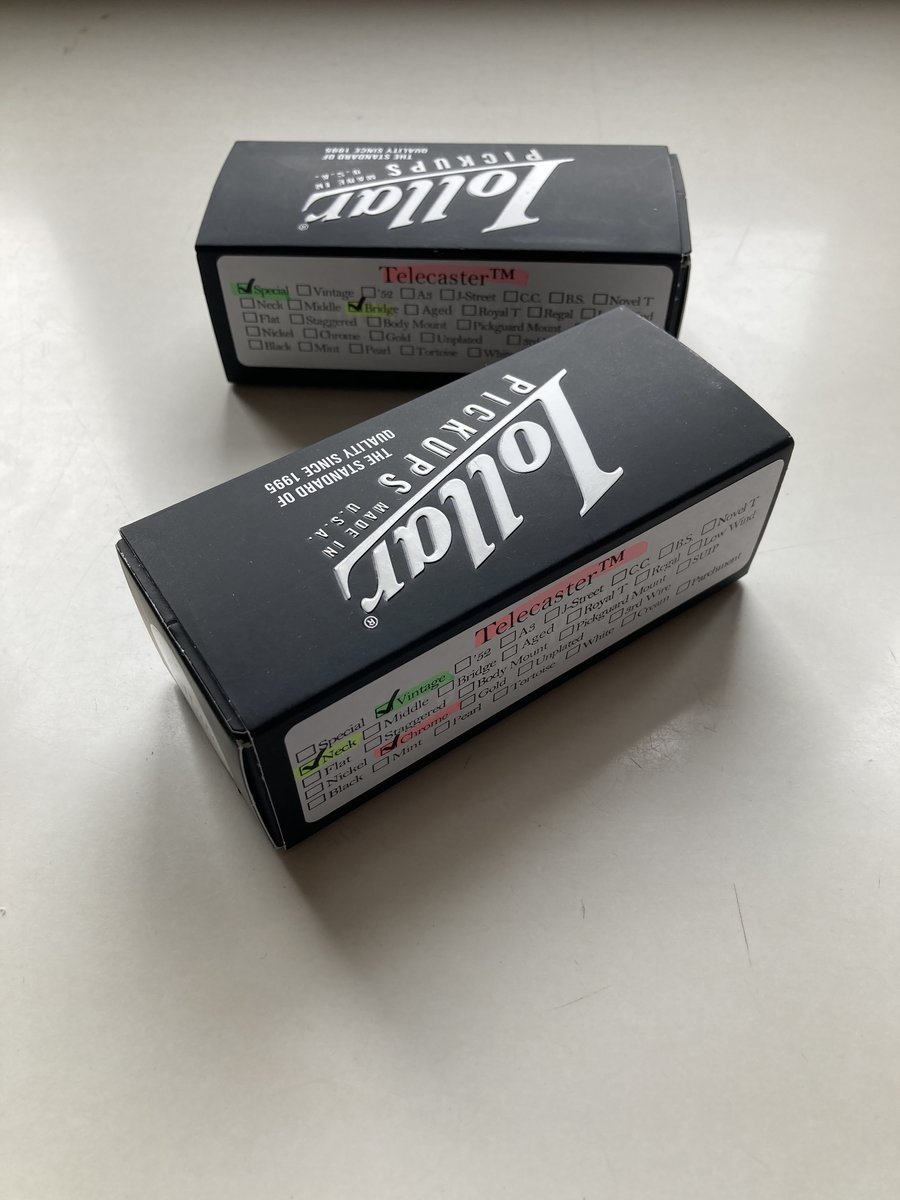 Lollar®
PICKUPS MADE IN U.S.A.
THE STANDARD OF
QUALITY SINCE 1995
Telecaster™
☑ Special ☐ Vintage ☐ '52 ☐ A3 ☐ J-Street ☐ C.C. ☐ B.S. ☐ Novel T
☐ Neck ☐ Middle ☑ Bridge ☐ Aged ☐ Royal T ☐ Regal
☐ Flat ☐ Staggered ☐ Body Mount ☐ Pickguard Mount
☐ Nickel ☐ Chrome ☐ Gold ☐ Unplated
☐ Black ☐ Mint ☐ Pearl ☐ Tortoise
Lollar®
PICKUPS MADE IN U.S.A.
THE STANDARD OF
QUALITY SINCE 1995
Telecaster™
☐ Special ☑ Vintage ☐ '52 ☐ A3 ☐ J-Street ☐ C.C. ☐ B.S. ☐ Novel T
☑ Neck ☐ Middle ☐ Bridge ☐ Aged ☐ Royal T ☐ Regal ☐ Low Wind
☐ Flat ☐ Staggered ☐ Body Mount ☐ Pickguard Mount ☐ SUIP
☐ Nickel ☑ Chrome ☐ Gold ☐ Unplated ☐ 3rd Wire
☐ Black ☐ Mint ☐ Pearl ☐ Tortoise ☐ White ☐ Cream ☐ Parchment